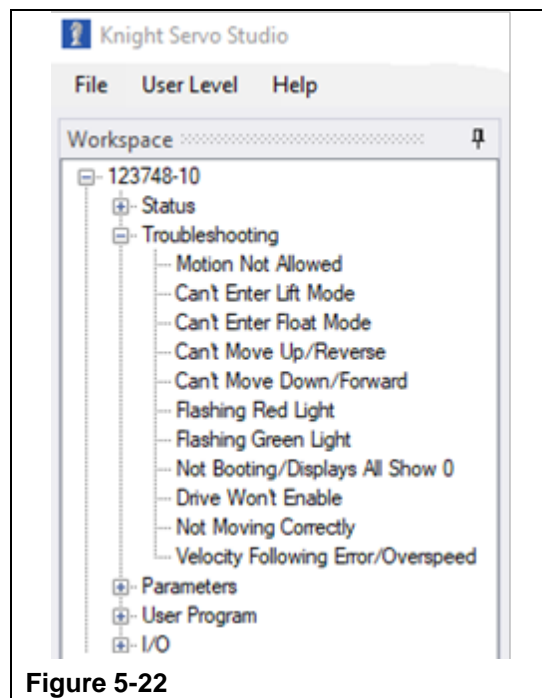 Knight Servo Studio
File User Level Help
Workspace
123748-10
Status
Troubleshooting
Motion Not Allowed
Can't Enter Lift Mode
Can't Enter Float Mode
Can't Move Up/Reverse
Can't Move Down/Forward
Flashing Red Light
Flashing Green Light
Not Booting/Displays All Show 0
Drive Won't Enable
Not Moving Correctly
Velocity Following Error/Overspeed
Parameters
User Program
I/O
Figure 5-22